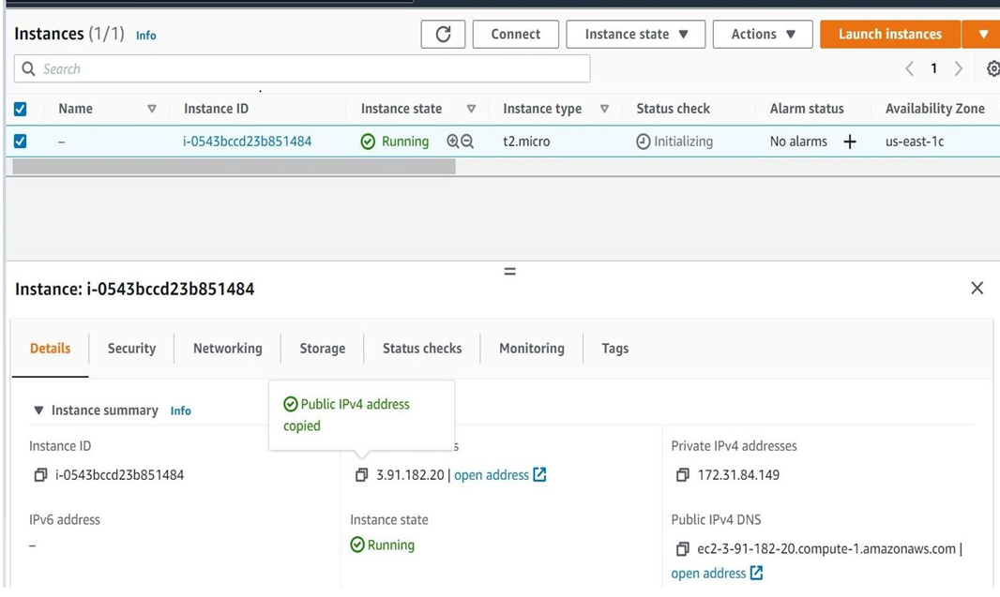 Instances (1/1) Info Connect Instance state Actions Launch instances
Search 1
Name Instance ID Instance state Instance type Status check Alarm status Availability Zone
– i-0543bccd23b851484 Running t2.micro Initializing No alarms + us-east-1c
Instance: i-0543bccd23b851484
Details Security Networking Storage Status checks Monitoring Tags
Instance summary Info
Public IPv4 address
copied
Instance ID s Private IPv4 addresses
i-0543bccd23b851484 3.91.182.20 | open address 172.31.84.149
IPv6 address Instance state Public IPv4 DNS
– Running ec2-3-91-182-20.compute-1.amazonaws.com |
open address